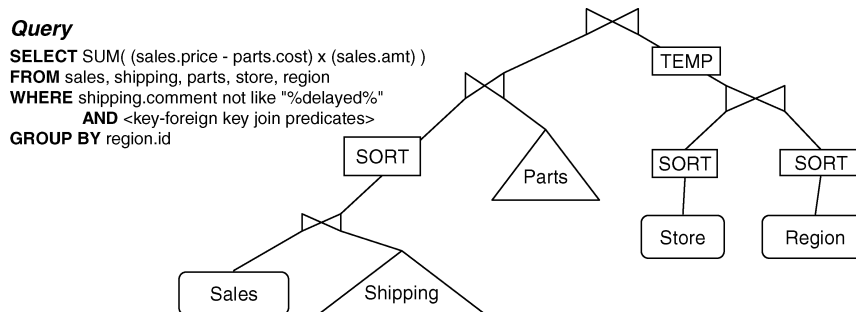 Query
SELECT SUM( (sales.price - parts.cost) x (sales.amt) )
FROM sales, shipping, parts, store, region
WHERE shipping.comment not like "%delayed%"
AND <key-foreign key join predicates>
GROUP BY region.id
TEMP
SORT
Parts
SORT
SORT
Store
Region
Sales
Shipping